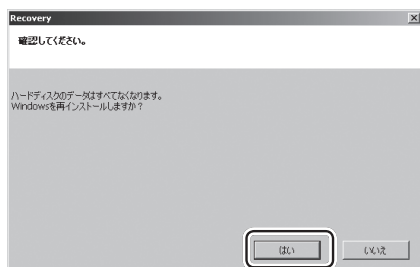 Recovery
確認してください。
ハードディスクのデータはすべてなくなります。
Windowsを再インストールしますか？
はい
いいえ